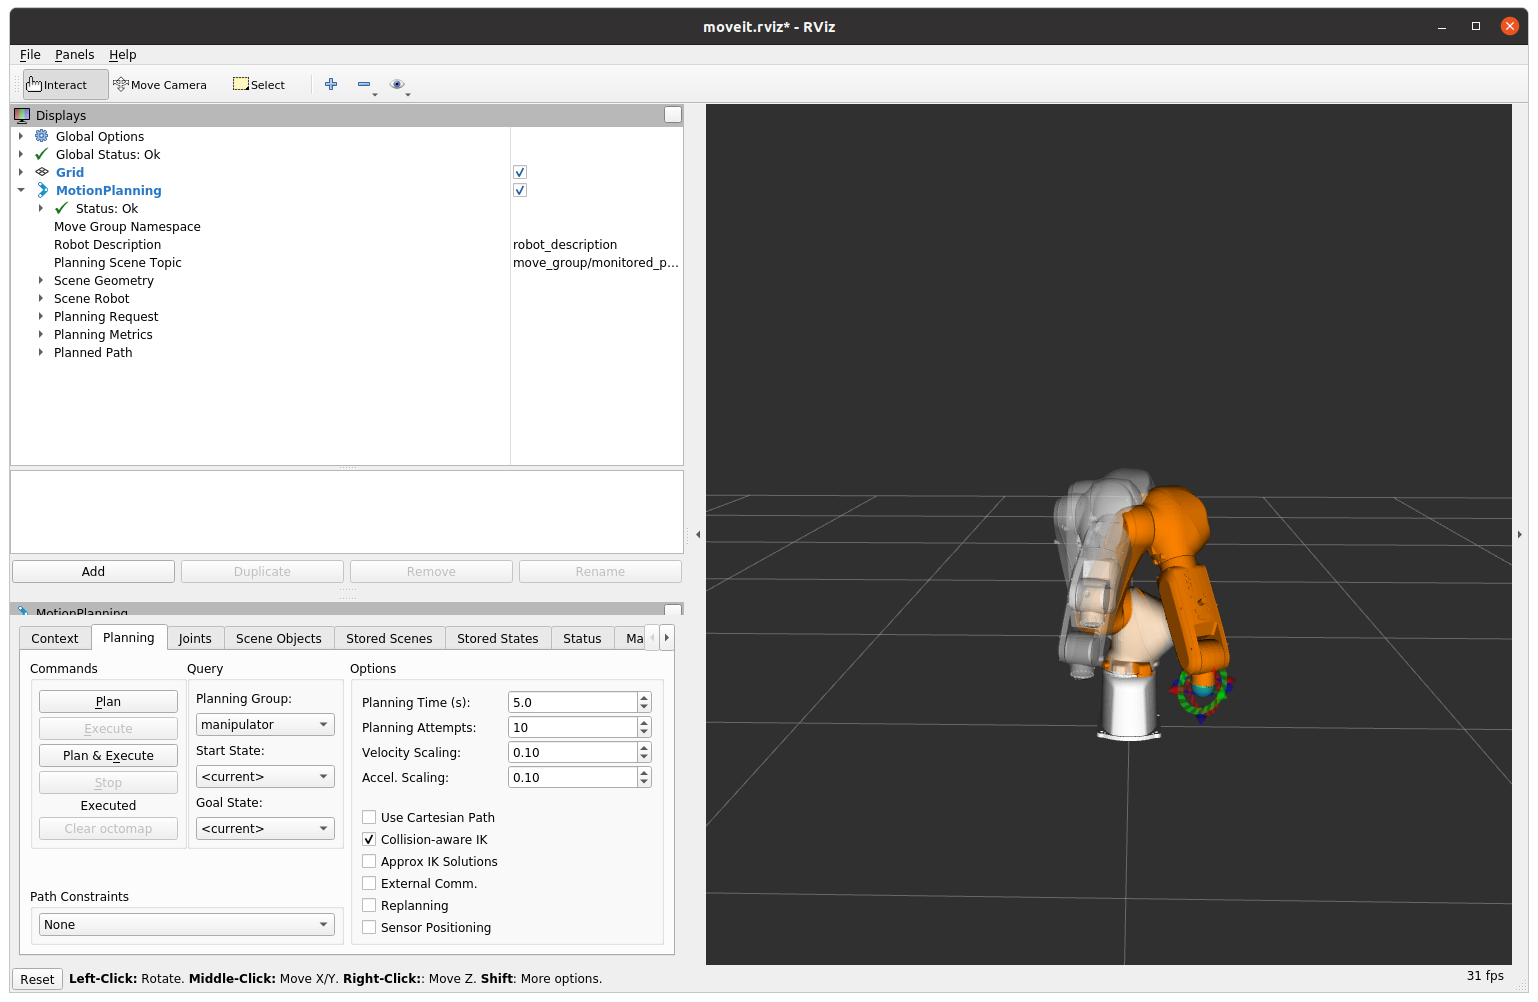 moveit.rviz* - RViz
File Panels Help
Interact Move Camera Select
Displays
Global Options
Global Status: Ok
Grid
MotionPlanning
Status: Ok
Move Group Namespace
Robot Description robot_description
Planning Scene Topic move_group/monitored_p...
Scene Geometry
Scene Robot
Planning Request
Planning Metrics
Planned Path
Add Duplicate Remove Rename
MotionPlanning
Context Planning Joints Scene Objects Stored Scenes Stored States Status Ma
Commands
Plan
Execute
Plan & Execute
Stop
Executed
Clear octomap
Query
Planning Group:
manipulator
Start State:
<current>
Goal State:
<current>
Path Constraints
None
Options
Planning Time (s): 5.0
Planning Attempts: 10
Velocity Scaling: 0.10
Accel. Scaling: 0.10
Use Cartesian Path
Collision-aware IK
Approx IK Solutions
External Comm.
Replanning
Sensor Positioning
Reset Left-Click: Rotate. Middle-Click: Move X/Y. Right-Click:: Move Z. Shift: More options. 31 fps